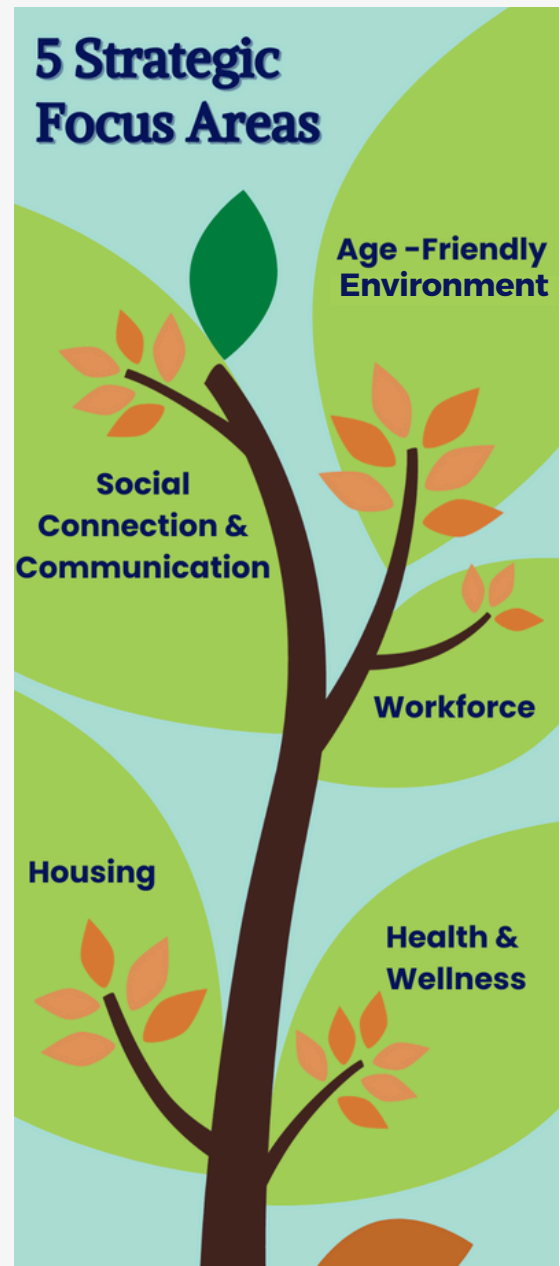 5 Strategic
Focus Areas
Age -Friendly
Environment
Social
Connection &
Communication
Workforce
Housing
Health &
Wellness